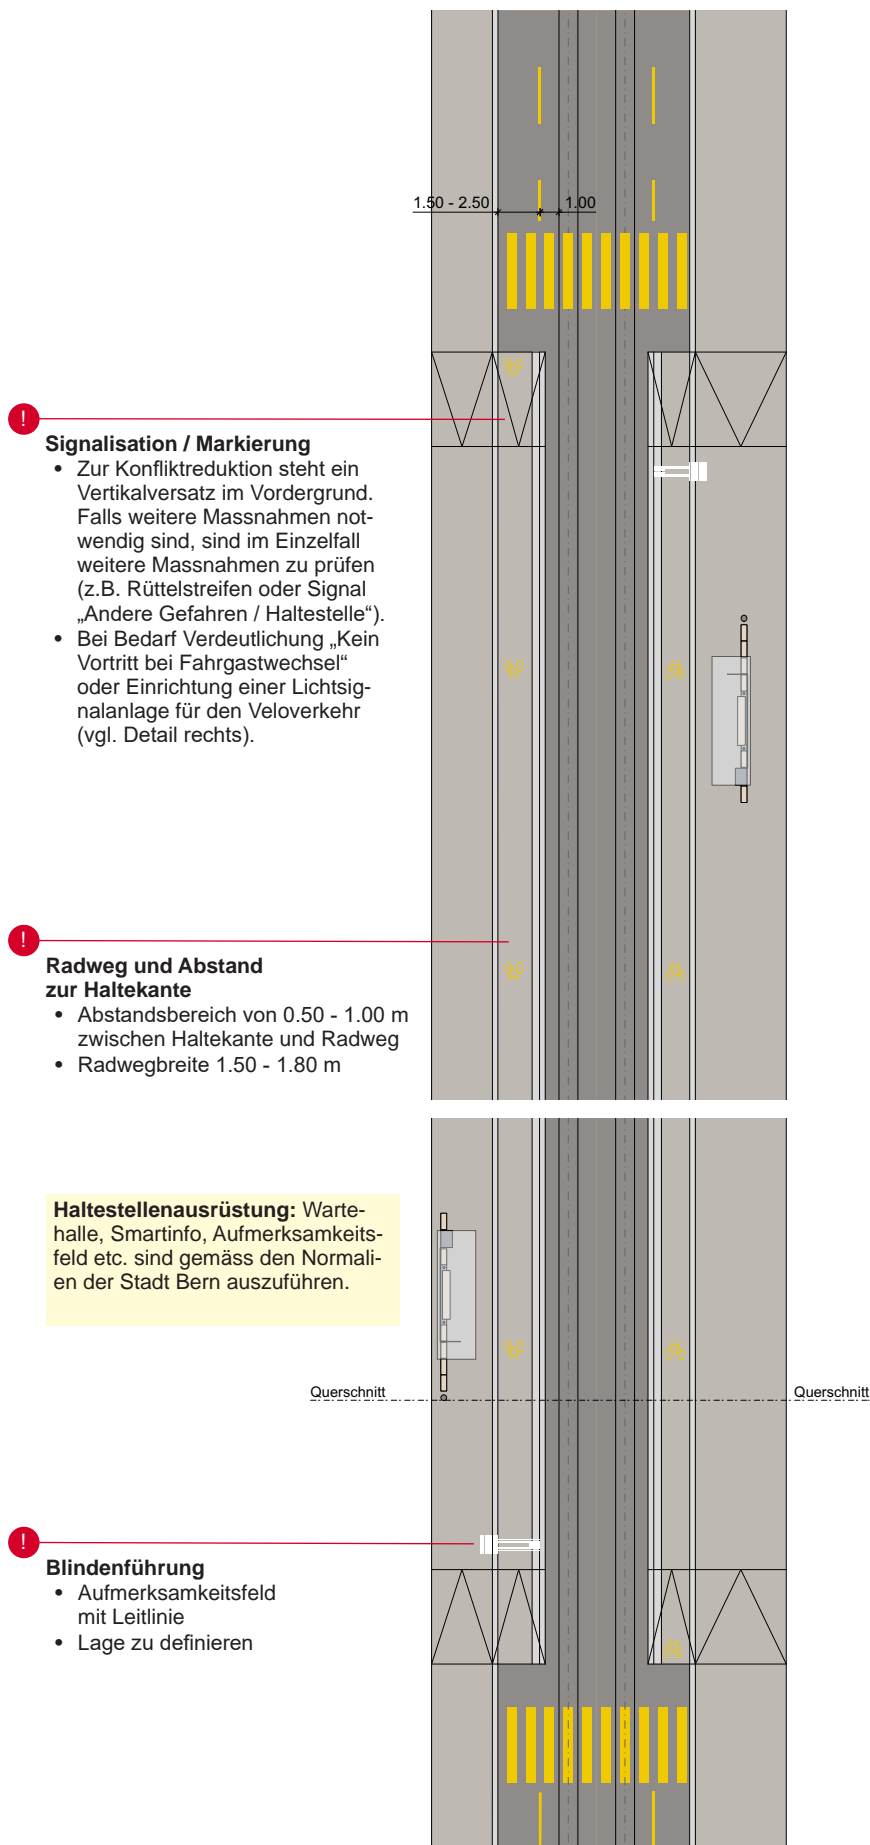 1.50 - 2.50
1.00
!
Signalisation / Markierung
• Zur Konfliktreduktion steht ein
Vertikalversatz im Vordergrund.
Falls weitere Massnahmen not-
wendig sind, sind im Einzelfall
weitere Massnahmen zu prüfen
(z.B. Rüttelstreifen oder Signal
„Andere Gefahren / Haltestelle“).
• Bei Bedarf Verdeutlichung „Kein
Vortritt bei Fahrgastwechsel“
oder Einrichtung einer Lichtsig-
nalanlage für den Veloverkehr
(vgl. Detail rechts).
!
Radweg und Abstand
zur Haltekante
• Abstandsbereich von 0.50 - 1.00 m
zwischen Haltekante und Radweg
• Radwegbreite 1.50 - 1.80 m
Haltestellenausrüstung: Warte-
halle, Smartinfo, Aufmerksamkeits-
feld etc. sind gemäss den Normali-
en der Stadt Bern auszuführen.
Querschnitt
Querschnitt
!
Blindenführung
• Aufmerksamkeitsfeld
mit Leitlinie
• Lage zu definieren